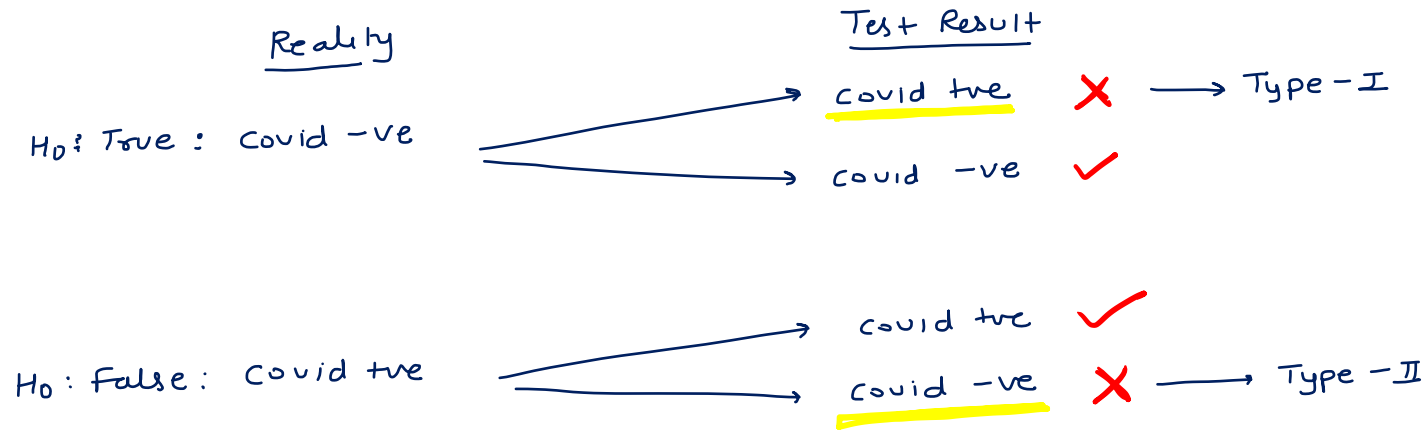 Reality
Test Result
H0: True: Covid -ve
covid +ve ✗ → Type - I
covid -ve ✓
H0: False: Covid +ve
covid +ve ✓
covid -ve ✗ → Type - II